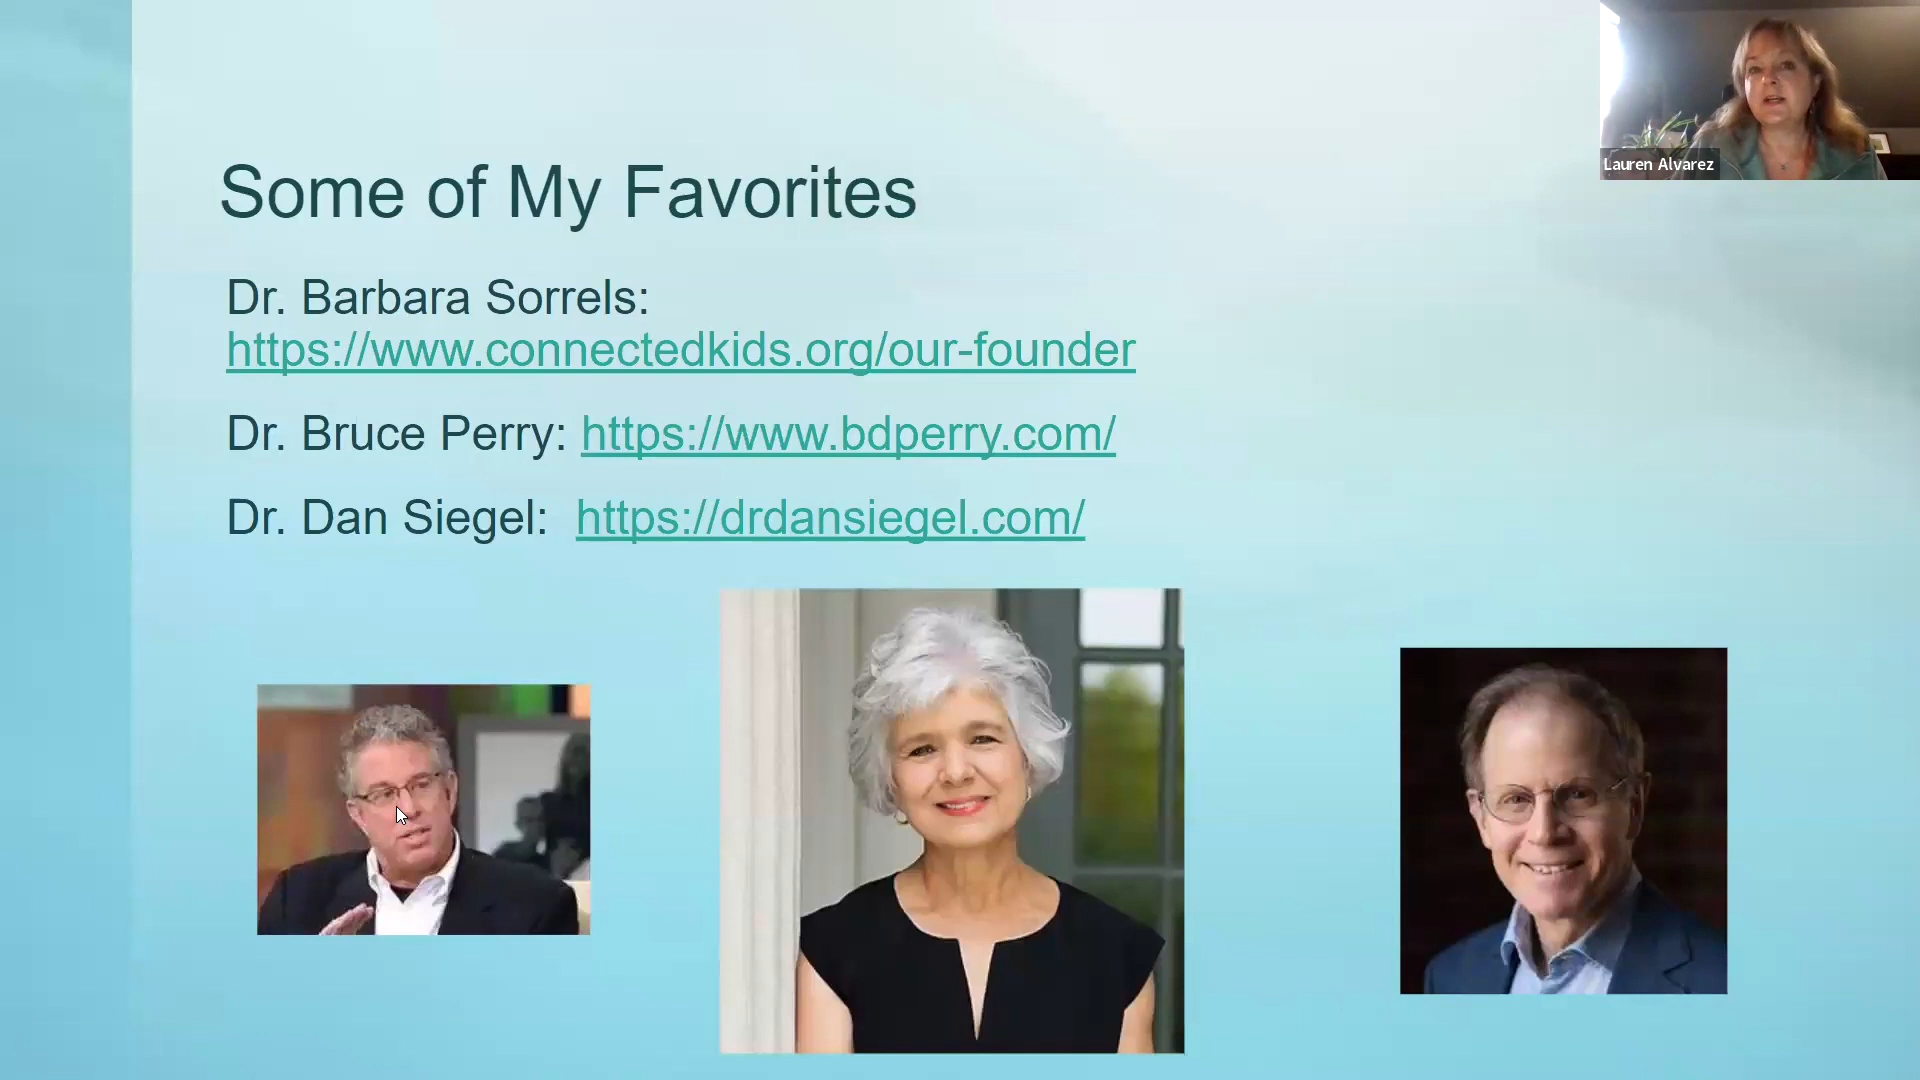 Lauren Alvarez
Some of My Favorites
Dr. Barbara Sorrels:
https://www.connectedkids.org/our-founder
Dr. Bruce Perry: https://www.bdperry.com/
Dr. Dan Siegel: https://drdansiegel.com/